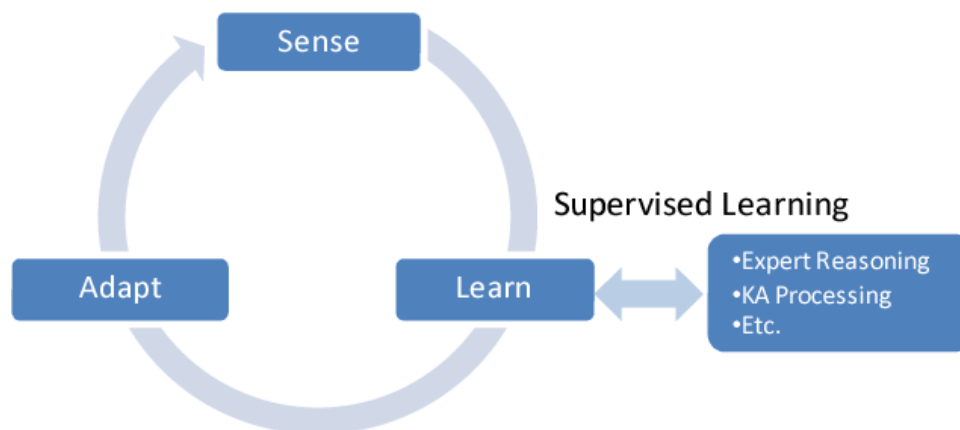 Sense
Supervised Learning
Adapt
Learn
•Expert Reasoning
•KA Processing
•Etc.